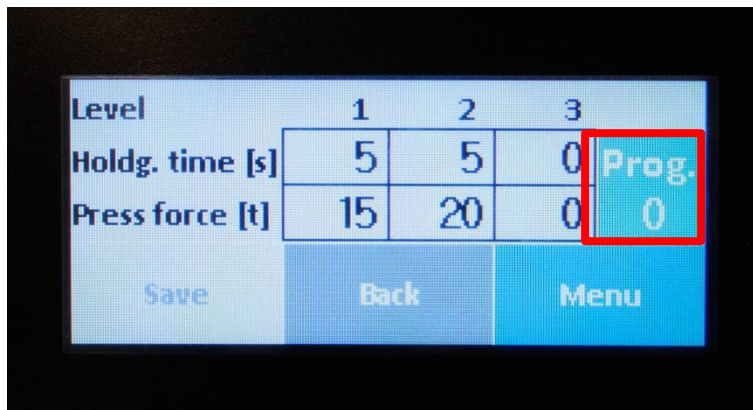 Level 1 2 3
Holdg. time [s] 5 5 0 Prog.
Press force [t] 15 20 0 0
Save Back Menu